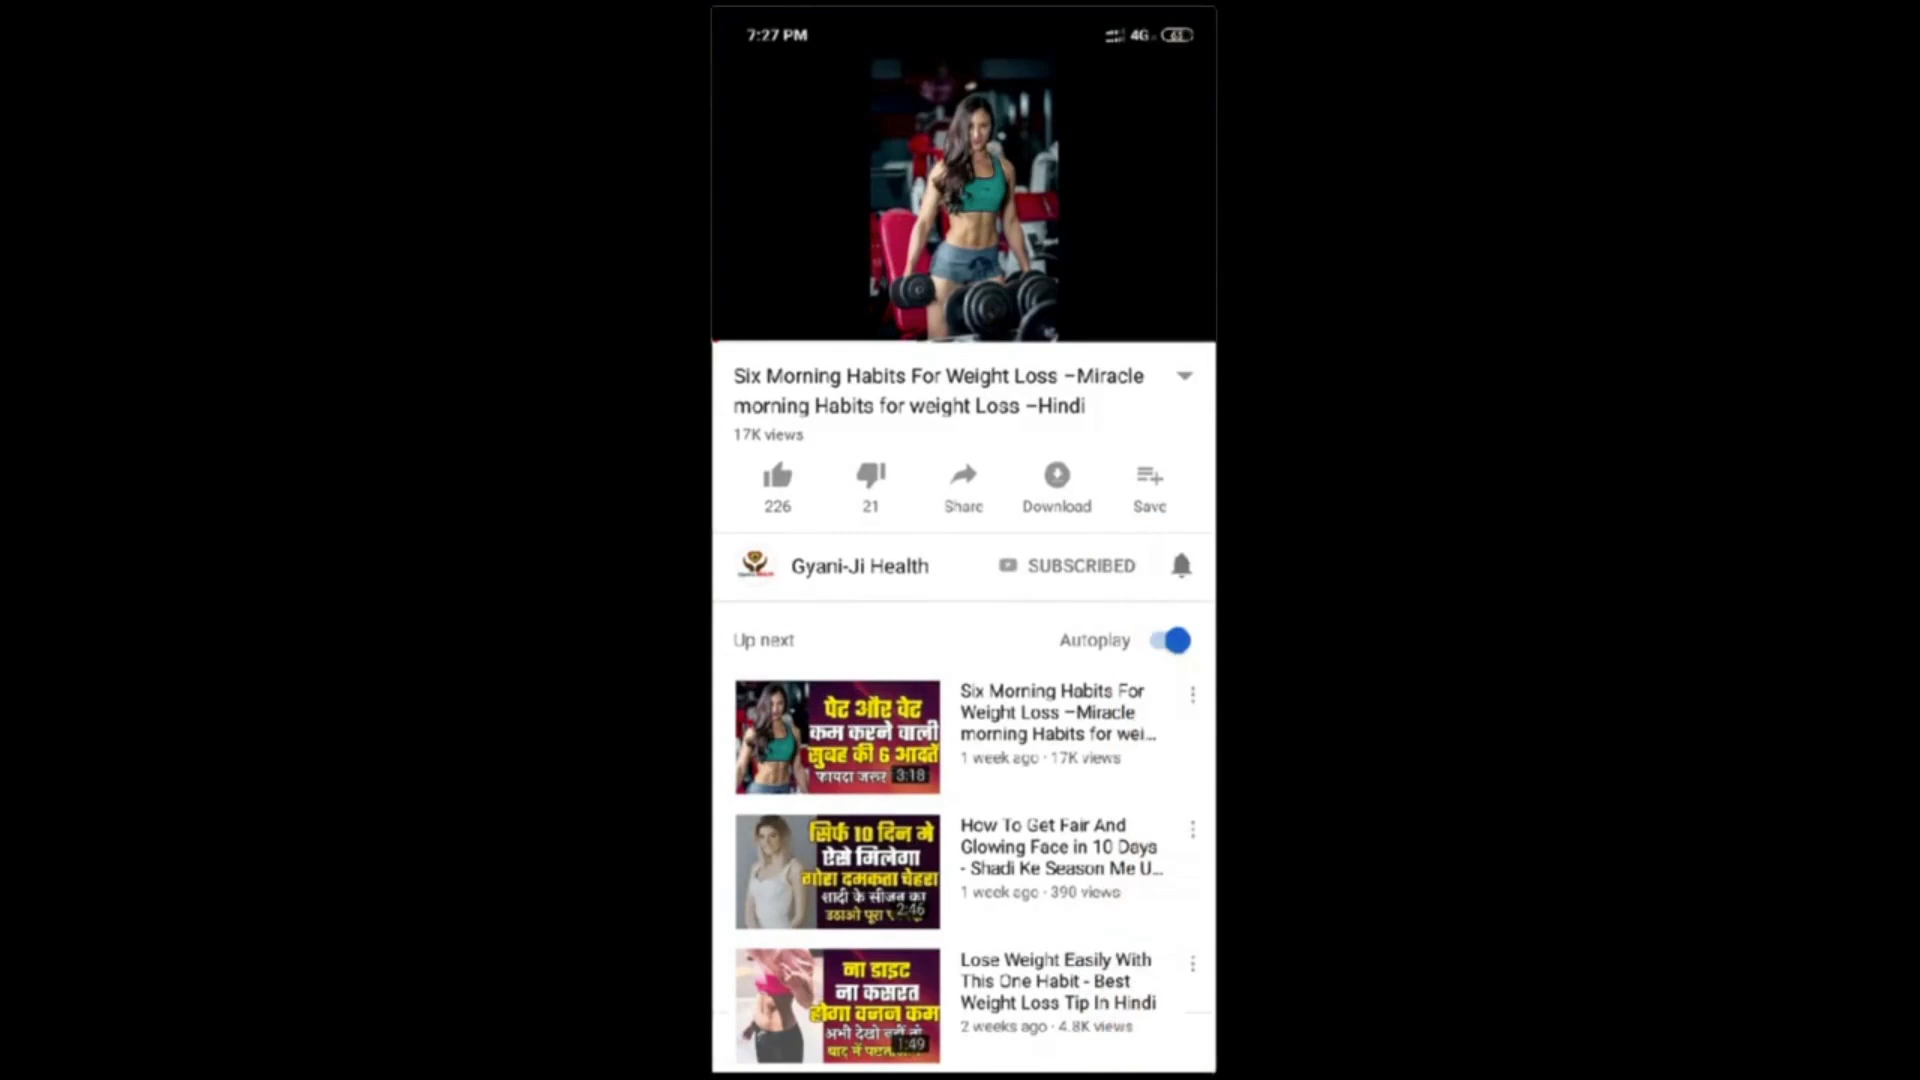 7:27 PM
4G
61
Six Morning Habits For Weight Loss –Miracle
morning Habits for weight Loss –Hindi
17K views
226
21
Share
Download
Save
Gyani-Ji Health
SUBSCRIBED
Up next
Autoplay
पेट और वेट
कम करने वाली
सुबह की 6 आदतें
फायदा जरूर
3:18
Six Morning Habits For
Weight Loss –Miracle
morning Habits for wei...
1 week ago · 17K views
सिर्फ 10 दिन मे
ऐसे मिलेगा
गोरा दमकता चेहरा
शादी के सीजन का
उठाओ पूरा
2:46
How To Get Fair And
Glowing Face in 10 Days
- Shadi Ke Season Me U...
1 week ago · 390 views
ना डाइट
ना कसरत
होगा वजन कम
अभी देखो नहीं तो
बाद में
1:49
Lose Weight Easily With
This One Habit - Best
Weight Loss Tip In Hindi
2 weeks ago · 4.8K views